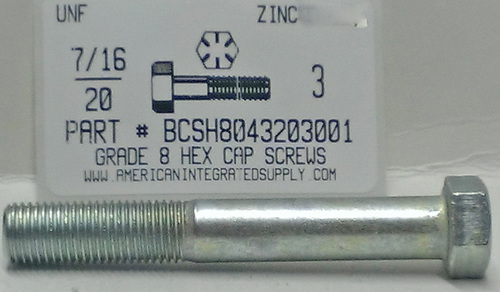 UNF ZINC
7/16
20
3
PART # BCSH8043203001
GRADE 8 HEX CAP SCREWS
WWW.AMERICANINTEGRATEDSUPPLY.COM